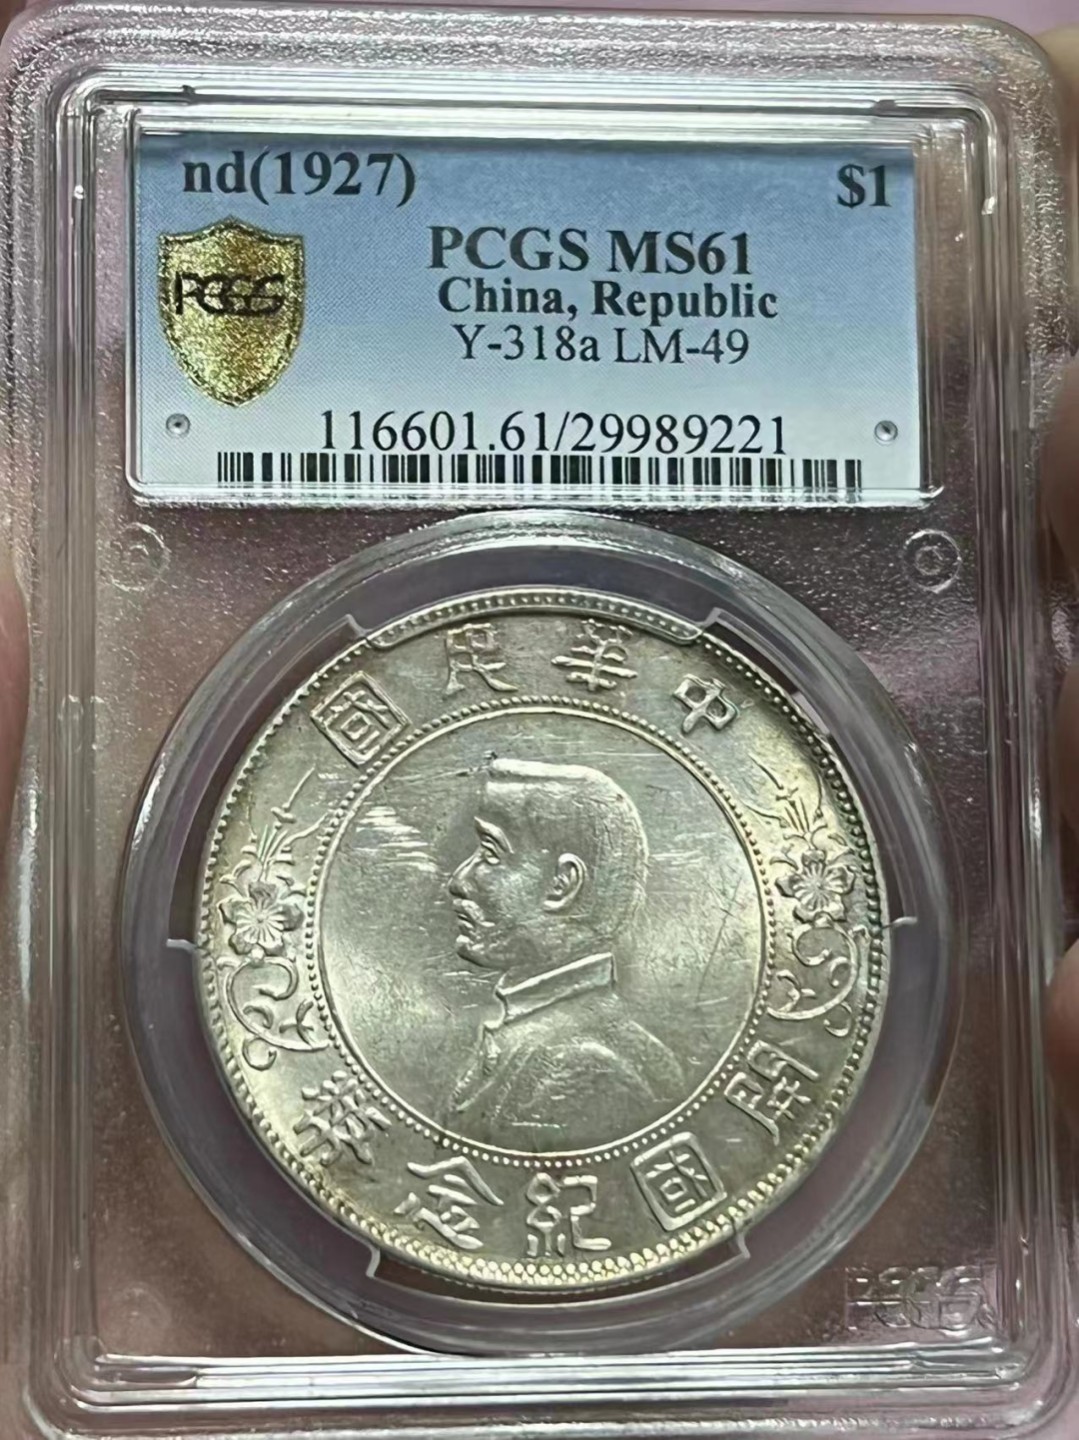 nd(1927) $1
PCGS MS61
China, Republic
Y-318a LM-49
PCGS
116601.61/29989221
中華民國
開國紀念幣
PCGS